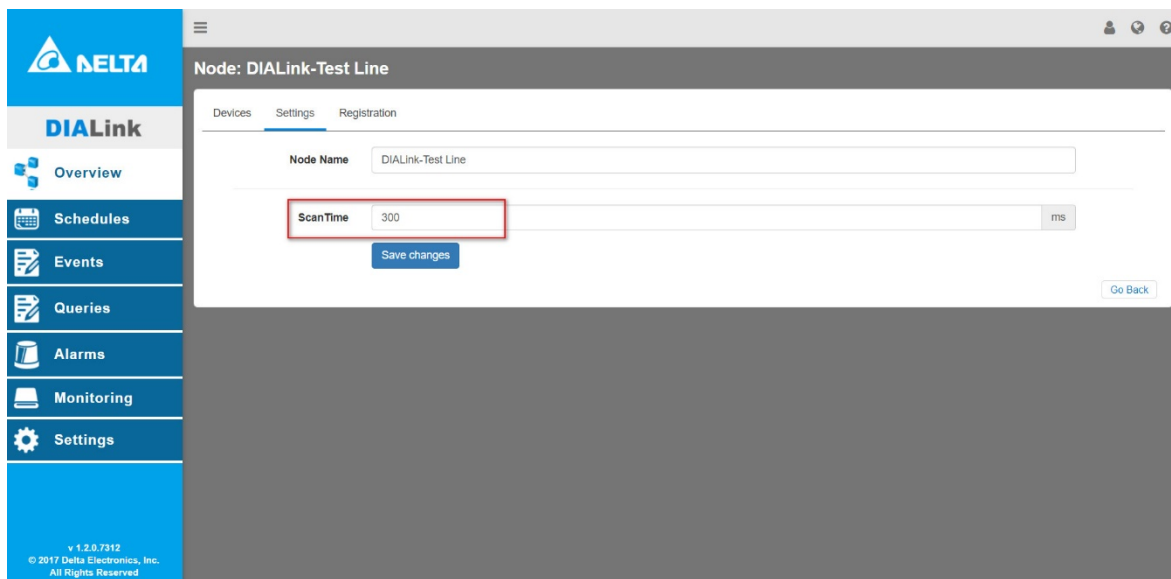 DELTA
DIALink
Overview
Schedules
Events
Queries
Alarms
Monitoring
Settings
v 1.2.0.7312
© 2017 Delta Electronics, Inc.
All Rights Reserved
Node: DIALink-Test Line
Devices Settings Registration
Node Name DIALink-Test Line
ScanTime 300 ms
Save changes
Go Back